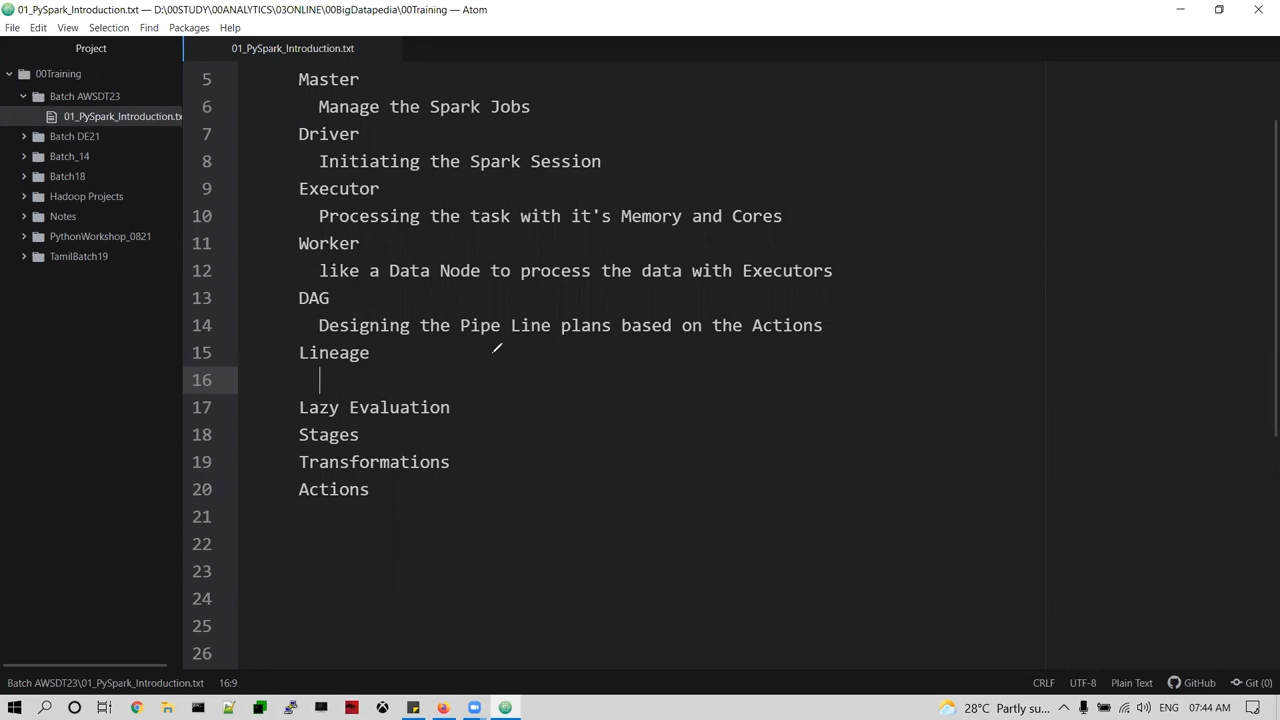 01_PySpark_Introduction.txt — D:\00STUDY\00ANALYTICS\03ONLINE\00BigDatapedia\00Training — Atom
File Edit View Selection Find Packages Help
Project
01_PySpark_Introduction.txt
00Training
Batch AWSDT23
01_PySpark_Introduction.tx
Batch DE21
Batch_14
Batch18
Hadoop Projects
Notes
PythonWorkshop_0821
TamilBatch19
5 Master
6 Manage the Spark Jobs
7 Driver
8 Initiating the Spark Session
9 Executor
10 Processing the task with it's Memory and Cores
11 Worker
12 like a Data Node to process the data with Executors
13 DAG
14 Designing the Pipe Line plans based on the Actions
15 Lineage
16
17 Lazy Evaluation
18 Stages
19 Transformations
20 Actions
21
22
23
24
25
26
Batch AWSDT23\01_PySpark_Introduction.txt 16:9 CRLF UTF-8 Plain Text GitHub Git (0)
28°C Partly su... ENG 07:44 AM